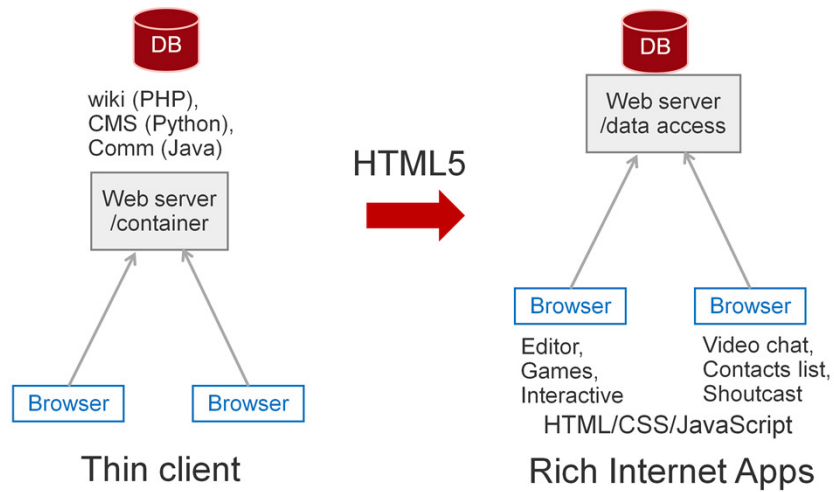 DB
wiki (PHP),
CMS (Python),
Comm (Java)
Web server
/container
Browser
Browser
Thin client
HTML5
DB
Web server
/data access
Browser
Browser
Editor,
Games,
Interactive
Video chat,
Contacts list,
Shoutcast
HTML/CSS/JavaScript
Rich Internet Apps